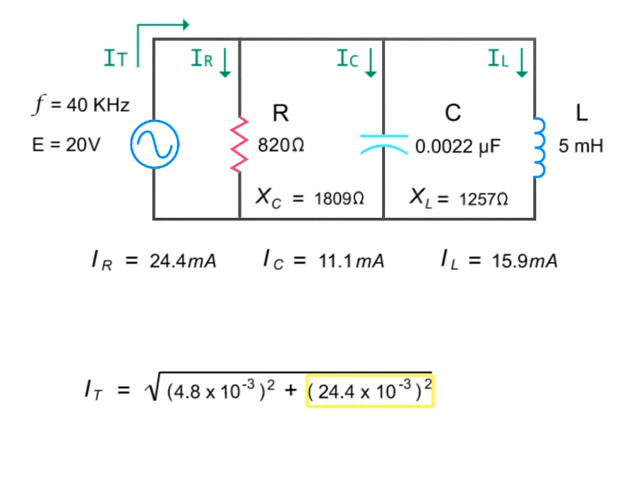 IT IR IC IL
f = 40 KHz R C L
E = 20V 820Ω 0.0022 µF 5 mH
XC = 1809Ω XL = 1257Ω
IR = 24.4mA IC = 11.1mA IL = 15.9mA
IT = √(4.8 x 10⁻³)² + (24.4 x 10⁻³)²